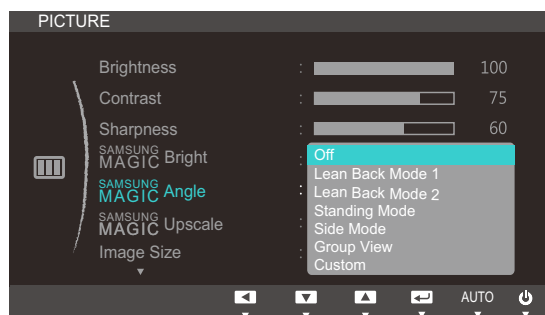 PICTURE
Brightness : 100
Contrast : 75
Sharpness : 60
SAMSUNG MAGIC Bright :
Off
Lean Back Mode 1
SAMSUNG MAGIC Angle :
Lean Back Mode 2
Standing Mode
SAMSUNG MAGIC Upscale :
Side Mode
Group View
Image Size :
Custom
AUTO